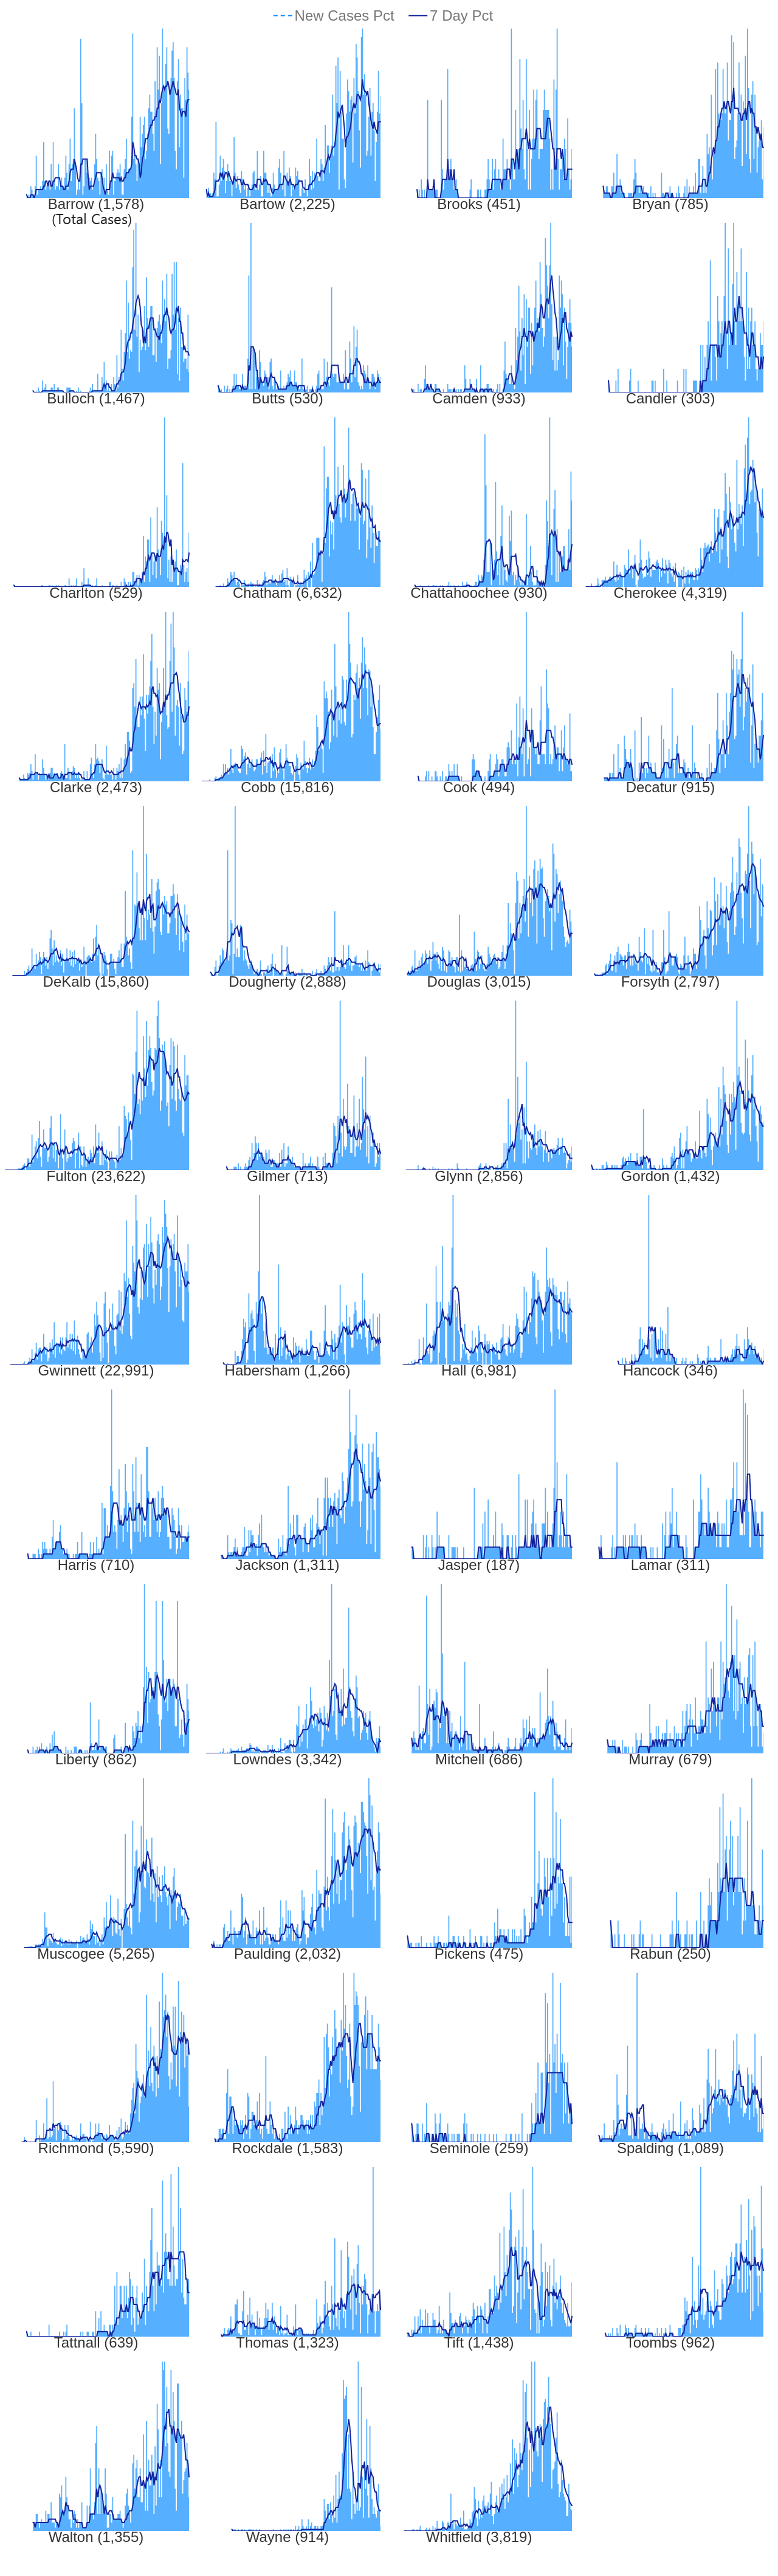 New Cases Pct 7 Day Pct
Barrow (1,578) Bartow (2,225) Brooks (451) Bryan (785)
(Total Cases)
Bulloch (1,467) Butts (530) Camden (933) Candler (303)
Charlton (529) Chatham (6,632) Chattahoochee (930) Cherokee (4,319)
Clarke (2,473) Cobb (15,816) Cook (494) Decatur (915)
DeKalb (15,860) Dougherty (2,888) Douglas (3,015) Forsyth (2,797)
Fulton (23,622) Gilmer (713) Glynn (2,856) Gordon (1,432)
Gwinnett (22,991) Habersham (1,266) Hall (6,981) Hancock (346)
Harris (710) Jackson (1,311) Jasper (187) Lamar (311)
Liberty (862) Lowndes (3,342) Mitchell (686) Murray (679)
Muscogee (5,265) Paulding (2,032) Pickens (475) Rabun (250)
Richmond (5,590) Rockdale (1,583) Seminole (259) Spalding (1,089)
Tattnall (639) Thomas (1,323) Tift (1,438) Toombs (962)
Walton (1,355) Wayne (914) Whitfield (3,819)